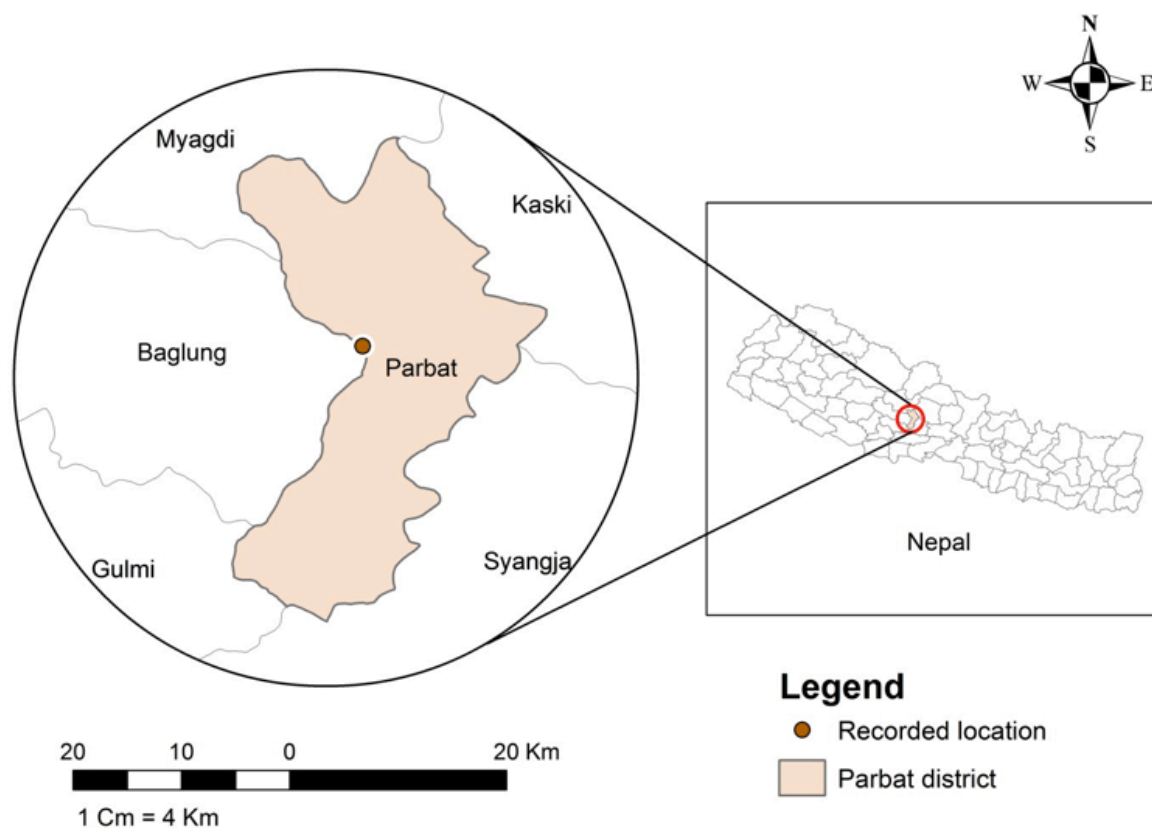 N
W E
S
Myagdi
Kaski
Baglung
Parbat
Gulmi
Syangja
Nepal
20 10 0 20 Km
1 Cm = 4 Km
Legend
Recorded location
Parbat district